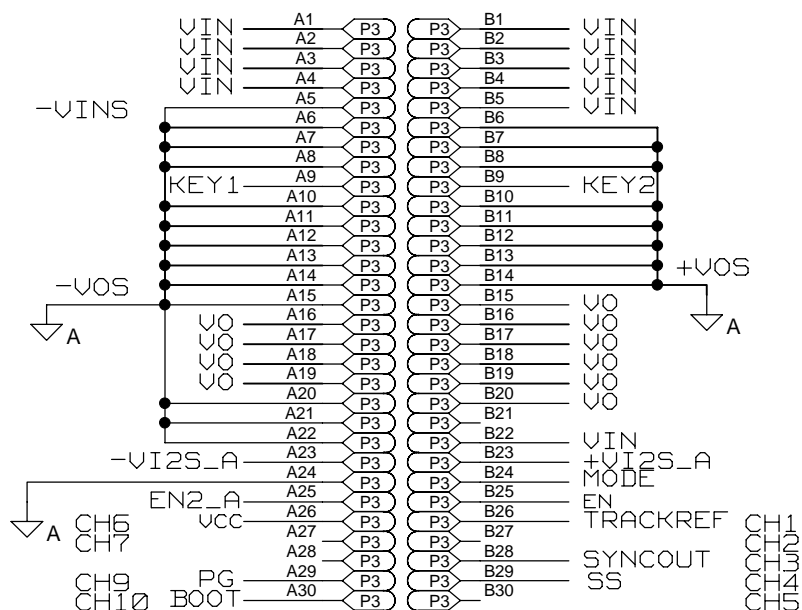 VIN A1 P3 P3 B1 VIN
VIN A2 P3 P3 B2 VIN
VIN A3 P3 P3 B3 VIN
VIN A4 P3 P3 B4 VIN
-VINS A5 P3 P3 B5 VIN
A6 P3 P3 B6
A7 P3 P3 B7
A8 P3 P3 B8
KEY1 A9 P3 P3 B9 KEY2
A10 P3 P3 B10
A11 P3 P3 B11
A12 P3 P3 B12
A13 P3 P3 B13
-VOS A14 P3 P3 B14 +VOS
A A15 P3 P3 B15 VO A
VO A16 P3 P3 B16 VO
VO A17 P3 P3 B17 VO
VO A18 P3 P3 B18 VO
VO A19 P3 P3 B19 VO
A20 P3 P3 B20 VO
A21 P3 P3 B21
A22 P3 P3 B22 VIN
-VI2S_A A23 P3 P3 B23 +VI2S_A
A24 P3 P3 B24 MODE
A EN2_A A25 P3 P3 B25 EN
CH6 VCC A26 P3 P3 B26 TRACKREF CH1
CH7 A27 P3 P3 B27 CH2
A28 P3 P3 B28 SYNCOUT CH3
CH9 PG A29 P3 P3 B29 SS CH4
CH10 BOOT A30 P3 P3 B30 CH5